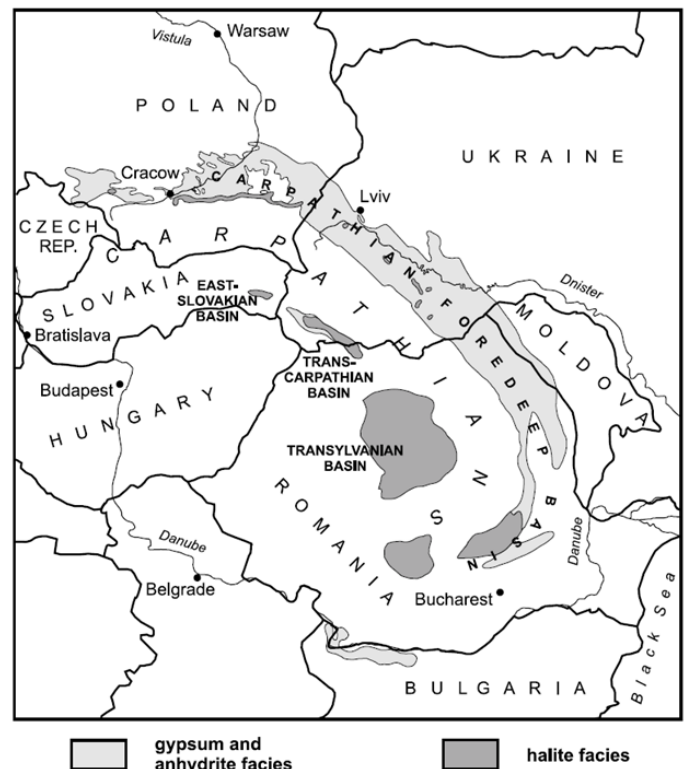 Vistula
Warsaw
POLAND
UKRAINE
Cracow
CARPATHIAN FOREDEEP BASIN
Lviv
CZECH
REP.
CARPATHIANS
SLOVAKIA
EAST-
SLOVAKIAN
BASIN
Dnister
MOLDOVA
Bratislava
TRANS-
CARPATHIAN
BASIN
Budapest
HUNGARY
TRANSYLVANIAN
BASIN
ROMANIA
Danube
Danube
Belgrade
Bucharest
Black Sea
BULGARIA
gypsum and
anhydrite facies
halite facies